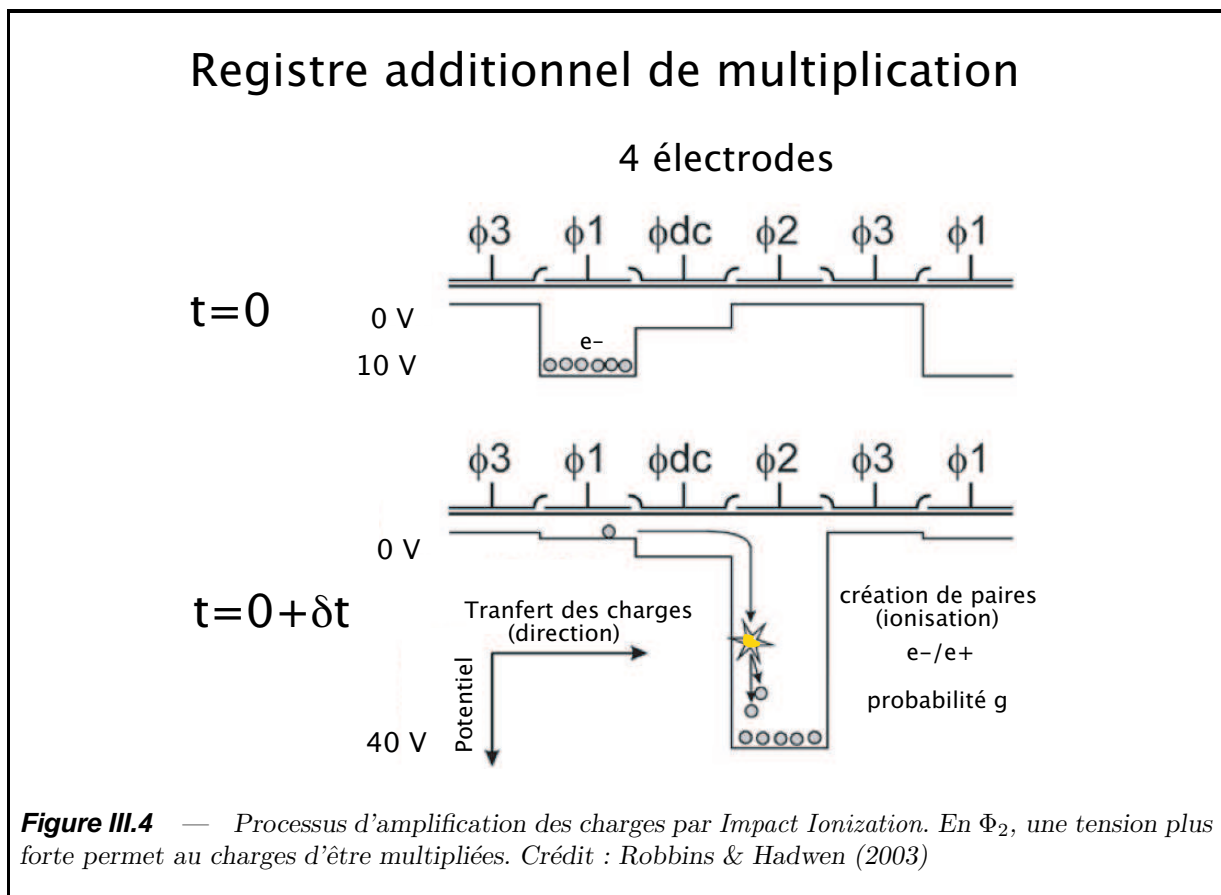 Registre additionnel de multiplication
4 électrodes
ϕ3 ϕ1 ϕdc ϕ2 ϕ3 ϕ1
t=0
0 V
e-
10 V
ϕ3 ϕ1 ϕdc ϕ2 ϕ3 ϕ1
0 V
t=0+δt
Tranfert des charges
(direction)
création de paires
(ionisation)
e-/e+
probabilité g
Potentiel
40 V
Figure III.4 — Processus d'amplification des charges par Impact Ionization. En Φ₂, une tension plus
forte permet au charges d'être multipliées. Crédit : Robbins & Hadwen (2003)